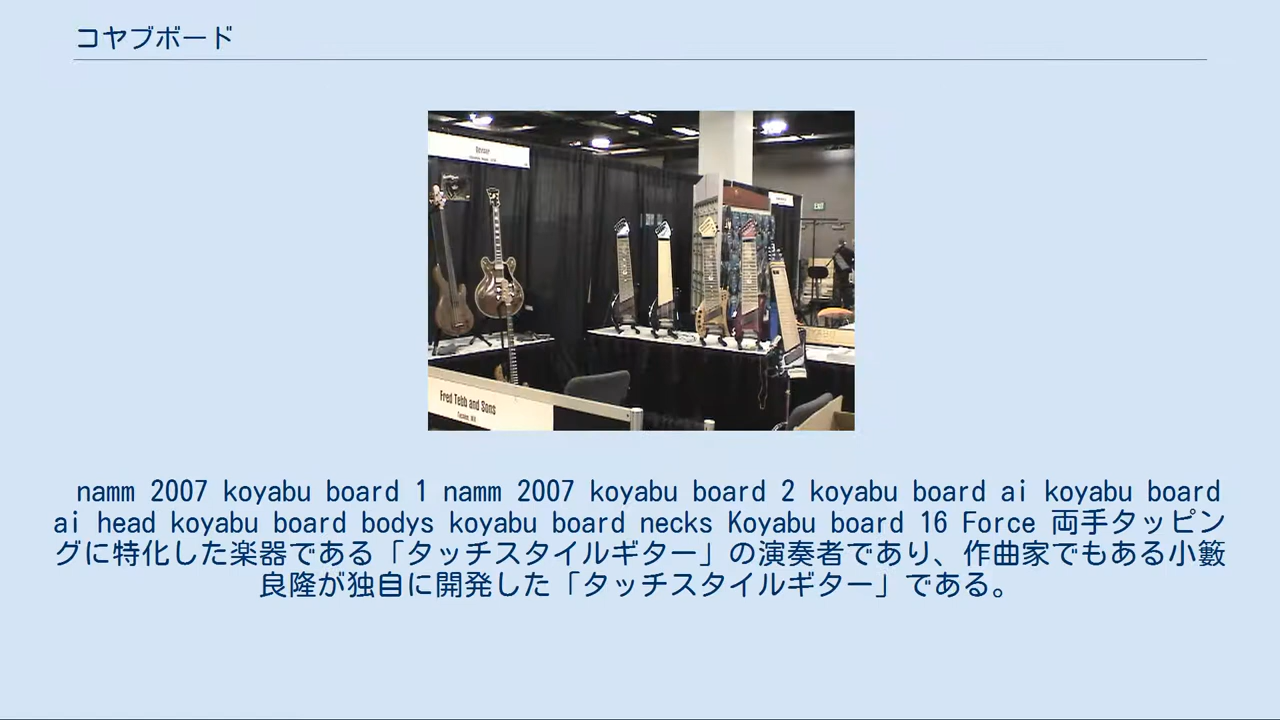 コヤブボード
Fred Tebb and Sons
namm 2007 koyabu board 1 namm 2007 koyabu board 2 koyabu board ai koyabu board
ai head koyabu board bodys koyabu board necks Koyabu board 16 Force 両手タッピン
グに特化した楽器である「タッチスタイルギター」の演奏者であり、作曲家でもある小籔
良隆が独自に開発した「タッチスタイルギター」である。